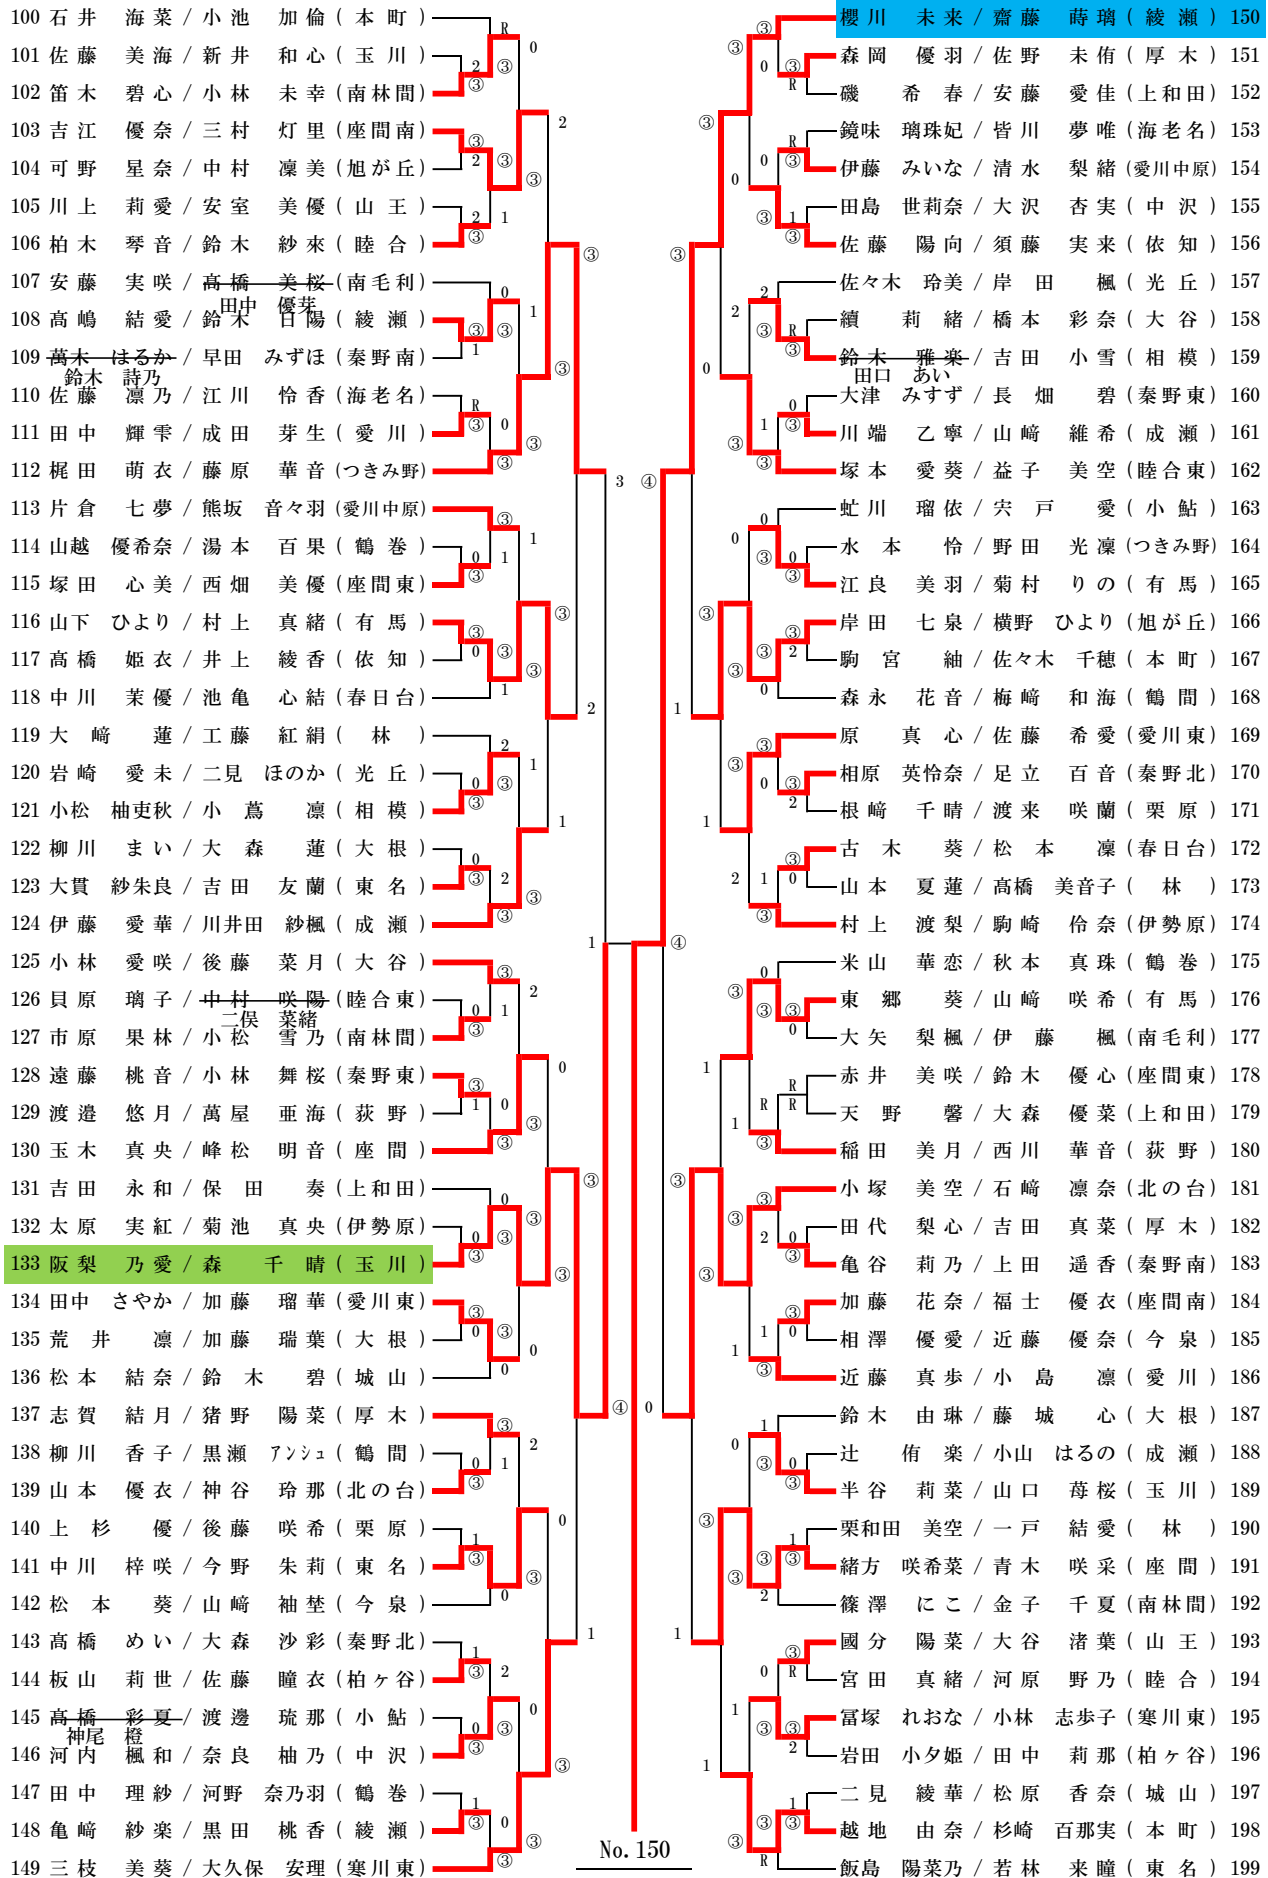 100 石井 海菜 / 小池 加倫 (本町)
101 佐藤 美海 / 新井 和心 (玉川)
102 笛木 碧心 / 小林 未幸 (南林間)
103 吉江 優奈 / 三村 灯里 (座間南)
104 可野 星奈 / 中村 凜美 (旭が丘)
105 川上 莉愛 / 安室 美優 (山王)
106 柏木 琴音 / 鈴木 紗來 (睦合)
107 安藤 実咲 / 髙橋 美桜 (南毛利)
田中 優芽
108 高嶋 結愛 / 鈴木 日陽 (綾瀬)
109 萬木 はるか / 早田 みずほ (秦野南)
鈴木 詩乃
110 佐藤 凛乃 / 江川 怜香 (海老名)
111 田中 輝雫 / 成田 芽生 (愛川)
112 梶田 萌衣 / 藤原 華音 (つきみ野)
113 片倉 七夢 / 熊坂 音々羽 (愛川中原)
114 山越 優希奈 / 湯本 百果 (鶴巻)
115 塚田 心美 / 西畑 美優 (座間東)
116 山下 ひより / 村上 真緒 (有馬)
117 高橋 姫衣 / 井上 綾香 (依知)
118 中川 茉優 / 池亀 心結 (春日台)
119 大﨑 蓮 / 工藤 紅絹 (林)
120 岩崎 愛未 / 二見 ほのか (光丘)
121 小松 柚吏秋 / 小蔦 凛 (相模)
122 柳川 まい / 大森 蓮 (大根)
123 大貫 紗朱良 / 吉田 友蘭 (東名)
124 伊藤 愛華 / 川井田 紗楓 (成瀬)
125 小林 愛咲 / 後藤 菜月 (大谷)
126 貝原 璃子 / 中村 咲陽 (睦合東)
二俣 菜緒
127 市原 果林 / 小松 雪乃 (南林間)
128 遠藤 桃音 / 小林 舞桜 (秦野東)
129 渡邉 悠月 / 萬屋 亜海 (荻野)
130 玉木 真央 / 峰松 明音 (座間)
131 吉田 永和 / 保田 奏 (上和田)
132 太原 実紅 / 菊池 真央 (伊勢原)
133 阪梨 乃愛 / 森 千晴 (玉川)
134 田中 さやか / 加藤 瑠華 (愛川東)
135 荒井 凛 / 加藤 瑞葉 (大根)
136 松本 結奈 / 鈴木 碧 (城山)
137 志賀 結月 / 猪野 陽菜 (厚木)
138 柳川 香子 / 黒瀬 アンシュ (鶴間)
139 山本 優衣 / 神谷 玲那 (北の台)
140 上杉 優 / 後藤 咲希 (栗原)
141 中川 梓咲 / 今野 朱莉 (東名)
142 松本 葵 / 山﨑 袖埜 (今泉)
143 髙橋 めい / 大森 沙彩 (秦野北)
144 板山 莉世 / 佐藤 瞳衣 (柏ヶ谷)
145 髙橋 彩夏 / 渡邊 琉那 (小鮎)
神尾 橙
146 河内 楓和 / 奈良 柚乃 (中沢)
147 田中 理紗 / 河野 奈乃羽 (鶴巻)
148 亀﨑 紗楽 / 黒田 桃香 (綾瀬)
149 三枝 美葵 / 大久保 安理 (寒川東)
櫻川 未来 / 齋藤 蒔璃 (綾瀬) 150
森岡 優羽 / 佐野 未侑 (厚木) 151
磯 希春 / 安藤 愛佳 (上和田) 152
鏡味 璃珠妃 / 皆川 夢唯 (海老名) 153
伊藤 みいな / 清水 梨緒 (愛川中原) 154
田島 世莉奈 / 大沢 杏実 (中沢) 155
佐藤 陽向 / 須藤 実来 (依知) 156
佐々木 玲美 / 岸田 楓 (光丘) 157
續 莉緒 / 橋本 彩奈 (大谷) 158
鈴木 雅楽 / 吉田 小雪 (相模) 159
田口 あい
大津 みすず / 長畑 碧 (秦野東) 160
川端 乙寧 / 山﨑 維希 (成瀬) 161
塚本 愛葵 / 益子 美空 (睦合東) 162
虻川 瑠依 / 宍戸 愛 (小鮎) 163
水本 怜 / 野田 光凜 (つきみ野) 164
江良 美羽 / 菊村 りの (有馬) 165
岸田 七泉 / 横野 ひより (旭が丘) 166
駒宮 紬 / 佐々木 千穂 (本町) 167
森永 花音 / 梅﨑 和海 (鶴間) 168
原 真心 / 佐藤 希愛 (愛川東) 169
相原 英怜奈 / 足立 百音 (秦野北) 170
根﨑 千晴 / 渡来 咲蘭 (栗原) 171
古木 葵 / 松本 凜 (春日台) 172
山本 夏蓮 / 高橋 美音子 (林) 173
村上 渡梨 / 駒崎 伶奈 (伊勢原) 174
米山 華恋 / 秋本 真珠 (鶴巻) 175
東郷 葵 / 山﨑 咲希 (有馬) 176
大矢 梨楓 / 伊藤 楓 (南毛利) 177
赤井 美咲 / 鈴木 優心 (座間東) 178
天野 馨 / 大森 優菜 (上和田) 179
稲田 美月 / 西川 華音 (荻野) 180
小塚 美空 / 石﨑 凛奈 (北の台) 181
田代 梨心 / 吉田 真菜 (厚木) 182
亀谷 莉乃 / 上田 遥香 (秦野南) 183
加藤 花奈 / 福士 優衣 (座間南) 184
相澤 優愛 / 近藤 優奈 (今泉) 185
近藤 真歩 / 小島 凛 (愛川) 186
鈴木 由琳 / 藤城 心 (大根) 187
辻 侑楽 / 小山 はるの (成瀬) 188
半谷 莉菜 / 山口 苺桜 (玉川) 189
栗和田 美空 / 一戸 結愛 (林) 190
緒方 咲希菜 / 青木 咲采 (座間) 191
篠澤 にこ / 金子 千夏 (南林間) 192
國分 陽菜 / 大谷 渚葉 (山王) 193
宮田 真緒 / 河原 野乃 (睦合) 194
冨塚 れおな / 小林 志歩子 (寒川東) 195
岩田 小夕姫 / 田中 莉那 (柏ヶ谷) 196
二見 綾華 / 松原 香奈 (城山) 197
越地 由奈 / 杉崎 百那実 (本町) 198
飯島 陽菜乃 / 若林 来瞳 (東名) 199
No. 150